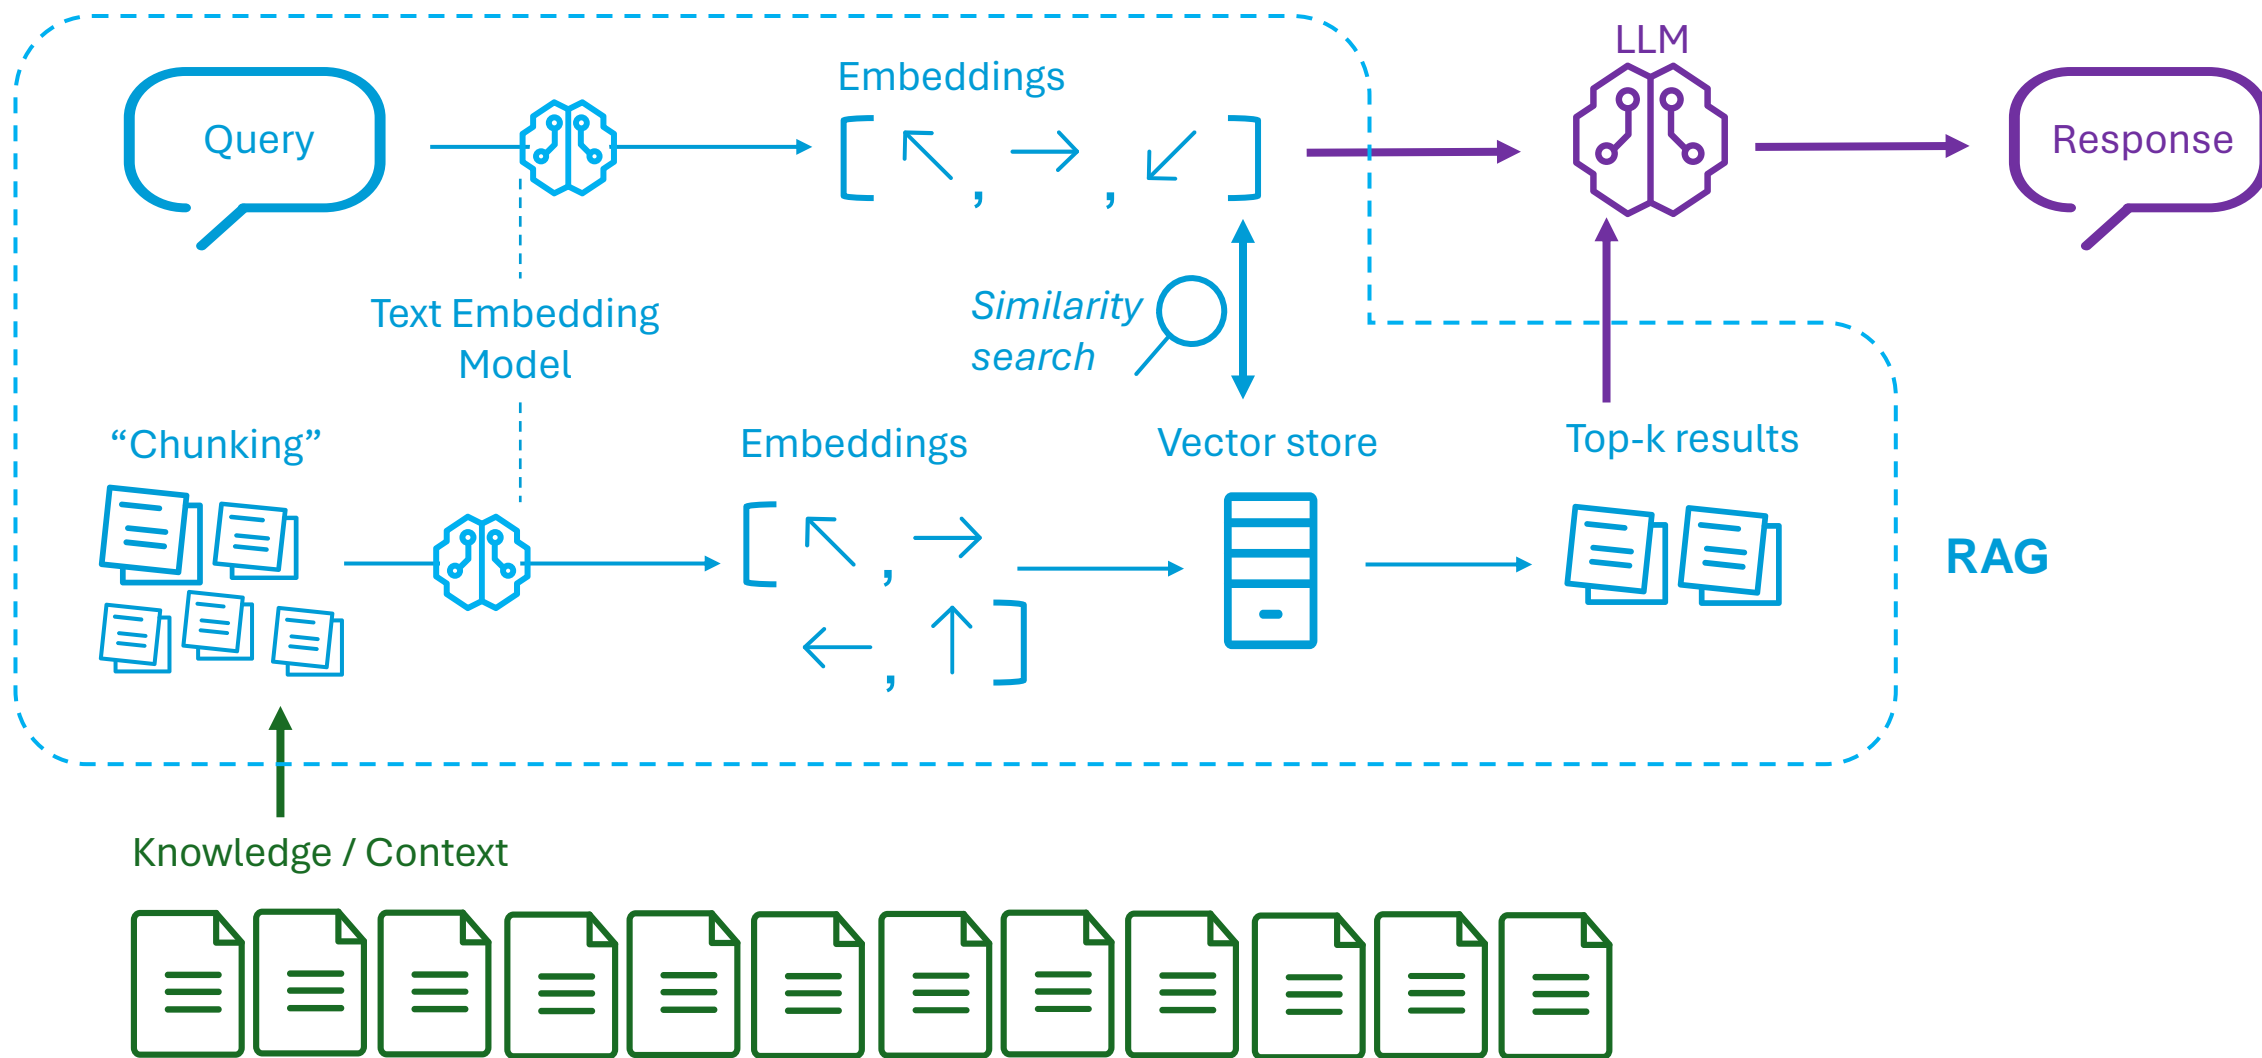 LLM
Embeddings
Query
Response
Similarity
search
Text Embedding
Model
“Chunking”
Embeddings
Vector store
Top-k results
RAG
Knowledge / Context